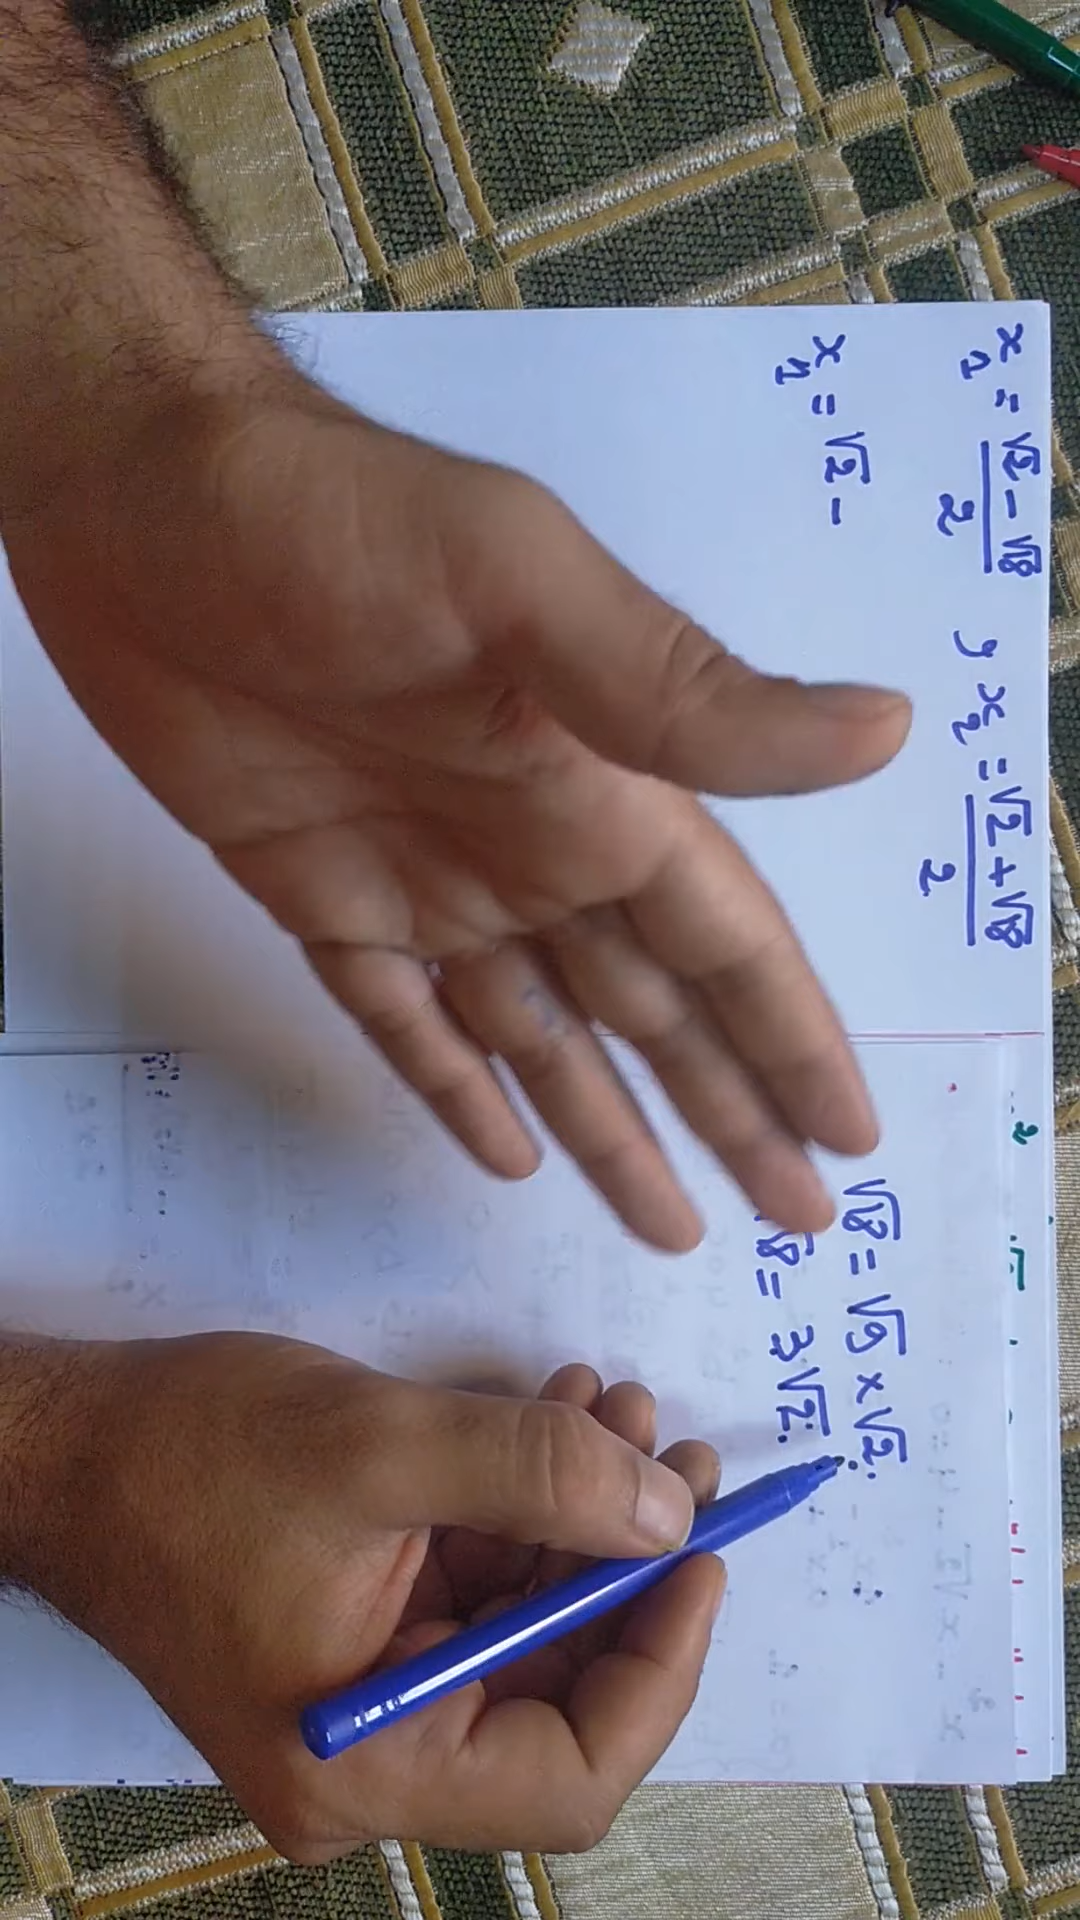 x₁ = (√2 - √18)/2 , x₂ = (√2 + √18)/2
x₁ = √2 -
√18 = √9 × √2.
√18 = 3√2.